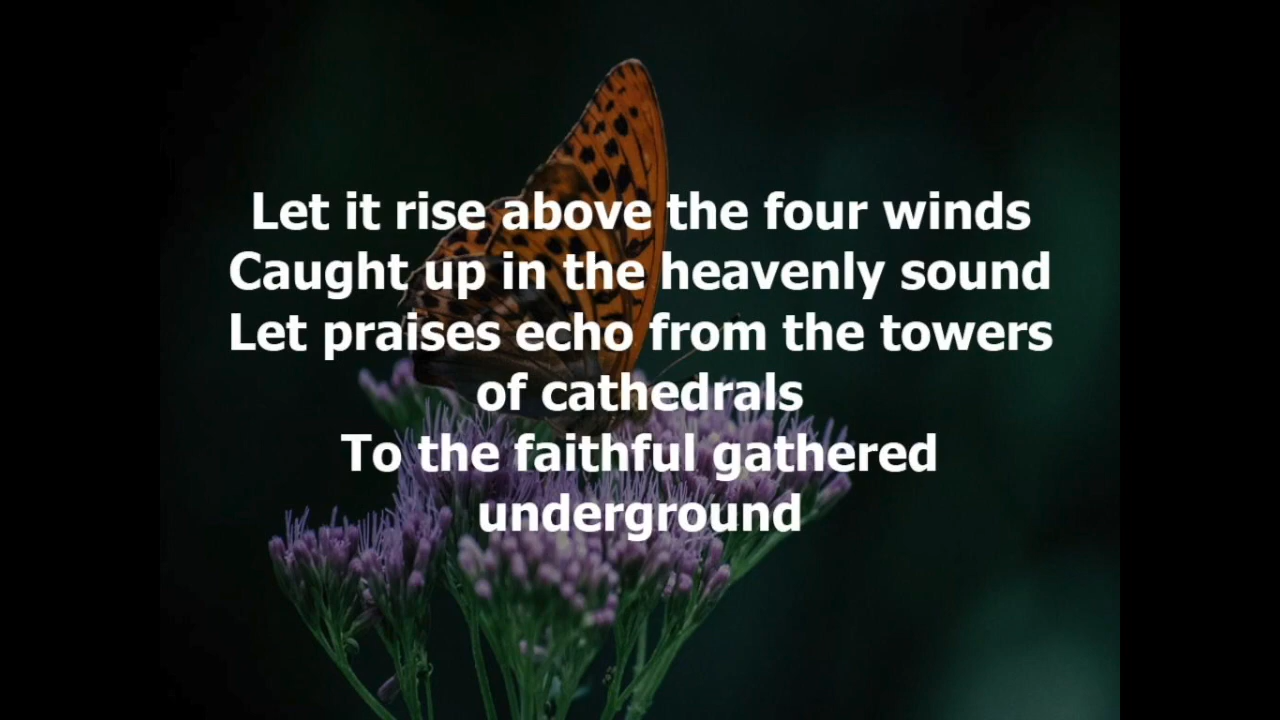 Let it rise above the four winds
Caught up in the heavenly sound
Let praises echo from the towers
of cathedrals
To the faithful gathered
underground